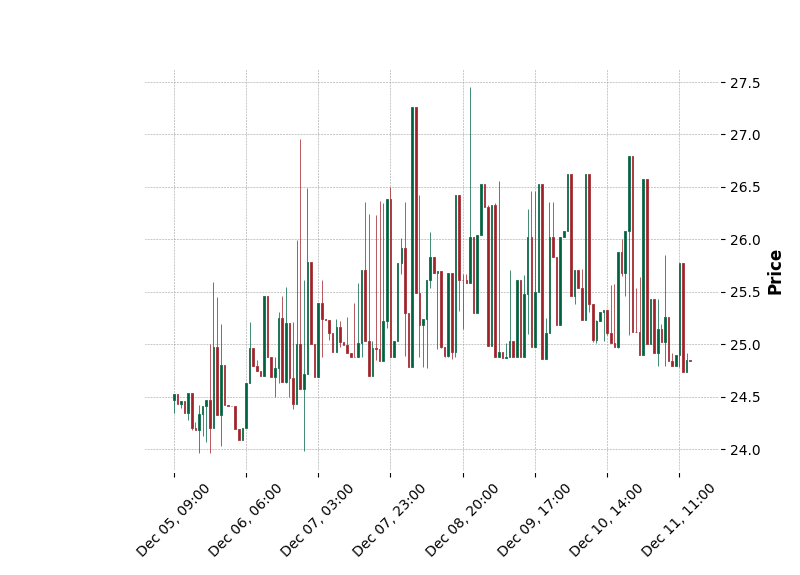 27.5
27.0
26.5
26.0
25.5
25.0
24.5
24.0
Price
Dec 05, 09:00
Dec 06, 06:00
Dec 07, 03:00
Dec 07, 23:00
Dec 08, 20:00
Dec 09, 17:00
Dec 10, 14:00
Dec 11, 11:00